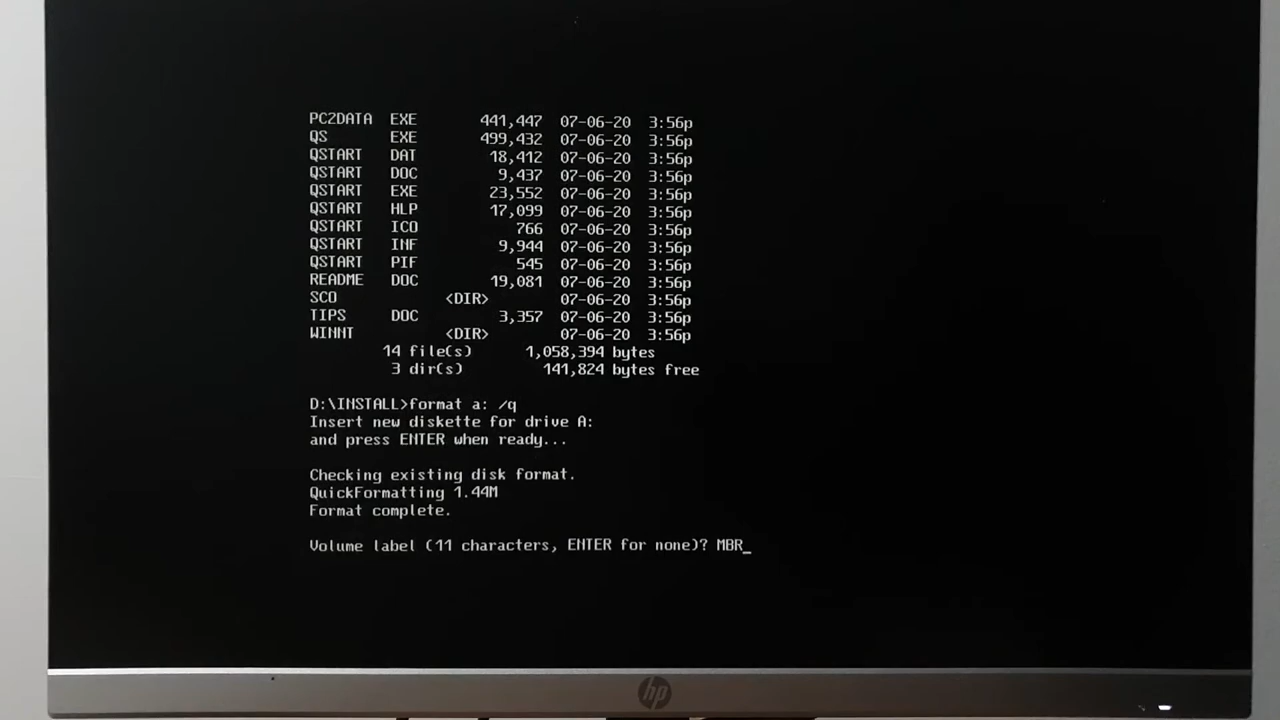 PC2DATA EXE 441,447 07-06-20 3:56p
QS EXE 499,432 07-06-20 3:56p
QSTART DAT 18,412 07-06-20 3:56p
QSTART DOC 9,437 07-06-20 3:56p
QSTART EXE 23,552 07-06-20 3:56p
QSTART HLP 17,099 07-06-20 3:56p
QSTART ICO 766 07-06-20 3:56p
QSTART INF 9,944 07-06-20 3:56p
QSTART PIF 545 07-06-20 3:56p
README DOC 19,081 07-06-20 3:56p
SCO <DIR> 07-06-20 3:56p
TIPS DOC 3,357 07-06-20 3:56p
WINNT <DIR> 07-06-20 3:56p
14 file(s) 1,058,394 bytes
3 dir(s) 141,824 bytes free
D:\INSTALL>format a: /q
Insert new diskette for drive A:
and press ENTER when ready...
Checking existing disk format.
QuickFormatting 1.44M
Format complete.
Volume label (11 characters, ENTER for none)? MBR_
hp